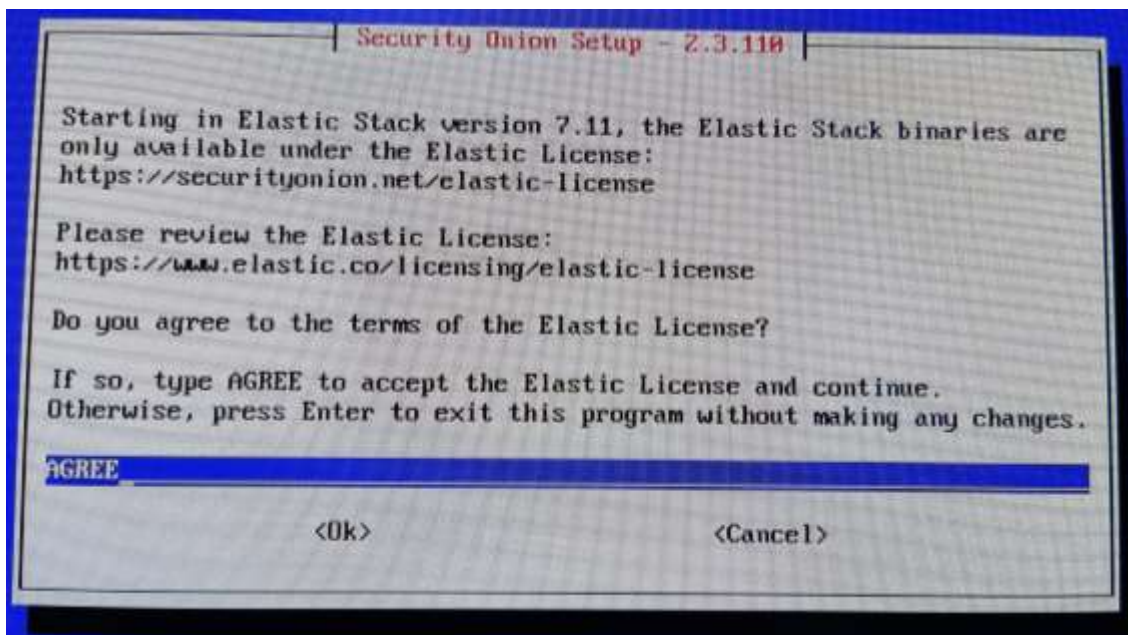 Security Onion Setup - 2.3.110
Starting in Elastic Stack version 7.11, the Elastic Stack binaries are
only available under the Elastic License:
https://securityonion.net/elastic-license
Please review the Elastic License:
https://www.elastic.co/licensing/elastic-license
Do you agree to the terms of the Elastic License?
If so, type AGREE to accept the Elastic License and continue.
Otherwise, press Enter to exit this program without making any changes.
AGREE
<Ok> <Cancel>